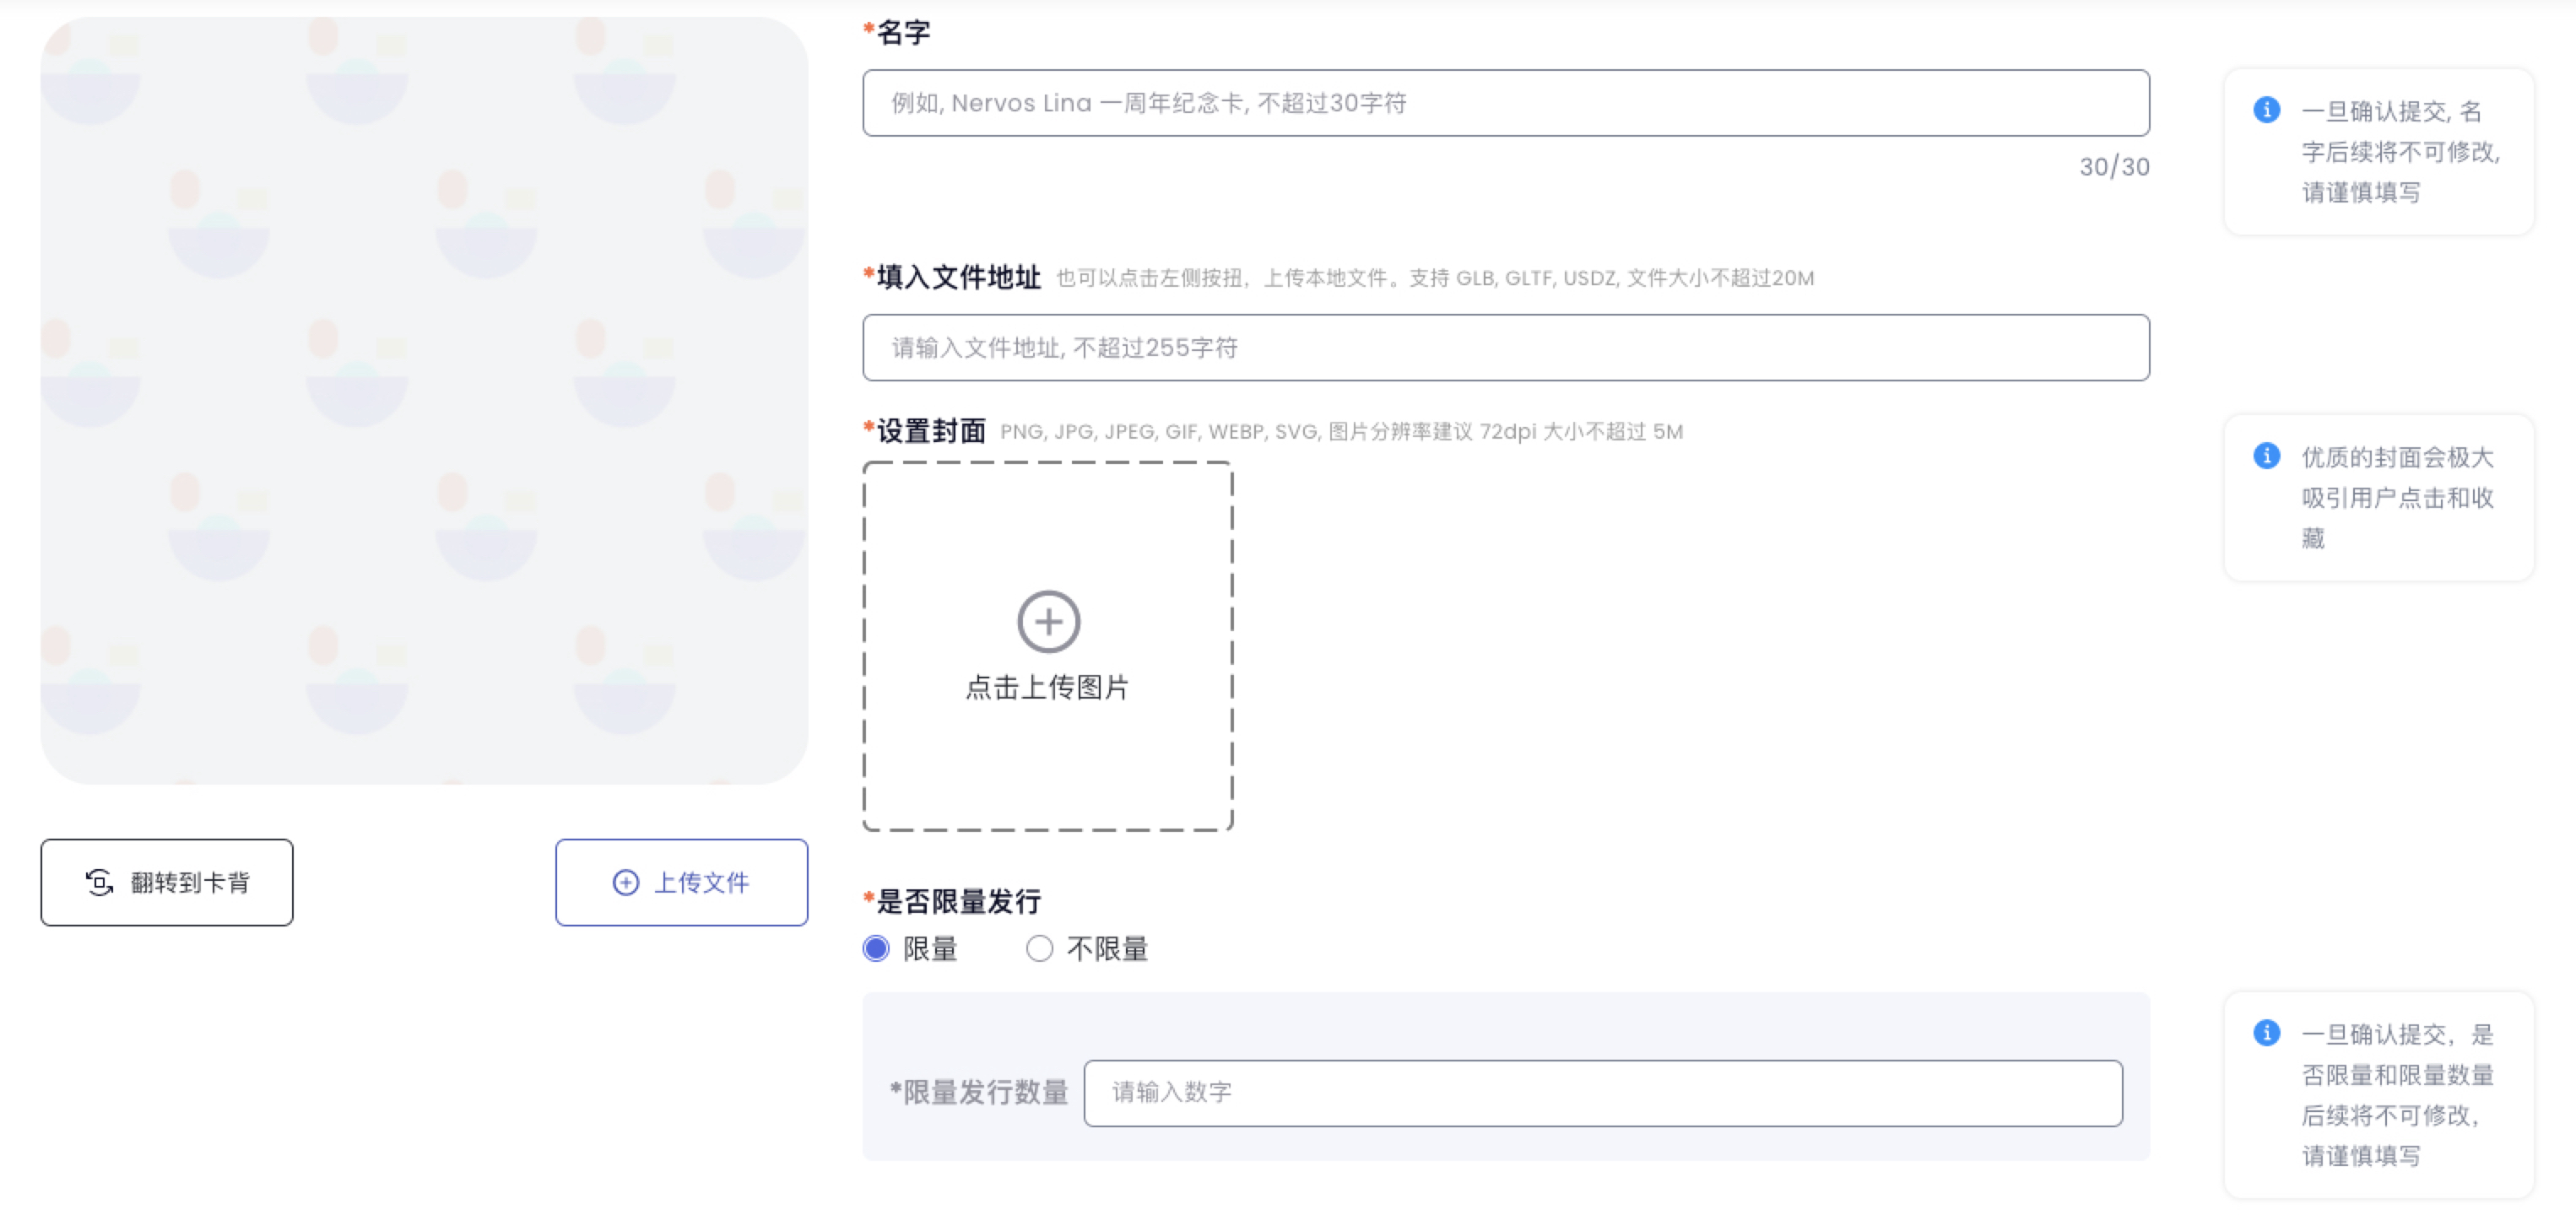 *名字
例如, Nervos Lina 一周年纪念卡, 不超过30字符
30/30
一旦确认提交, 名
字后续将不可修改,
请谨慎填写
*填入文件地址 也可以点击左侧按扭，上传本地文件。支持 GLB, GLTF, USDZ, 文件大小不超过20M
请输入文件地址, 不超过255字符
*设置封面 PNG, JPG, JPEG, GIF, WEBP, SVG, 图片分辨率建议 72dpi 大小不超过 5M
点击上传图片
优质的封面会极大
吸引用户点击和收
藏
翻转到卡背
上传文件
*是否限量发行
限量 不限量
*限量发行数量 请输入数字
一旦确认提交，是
否限量和限量数量
后续将不可修改，
请谨慎填写